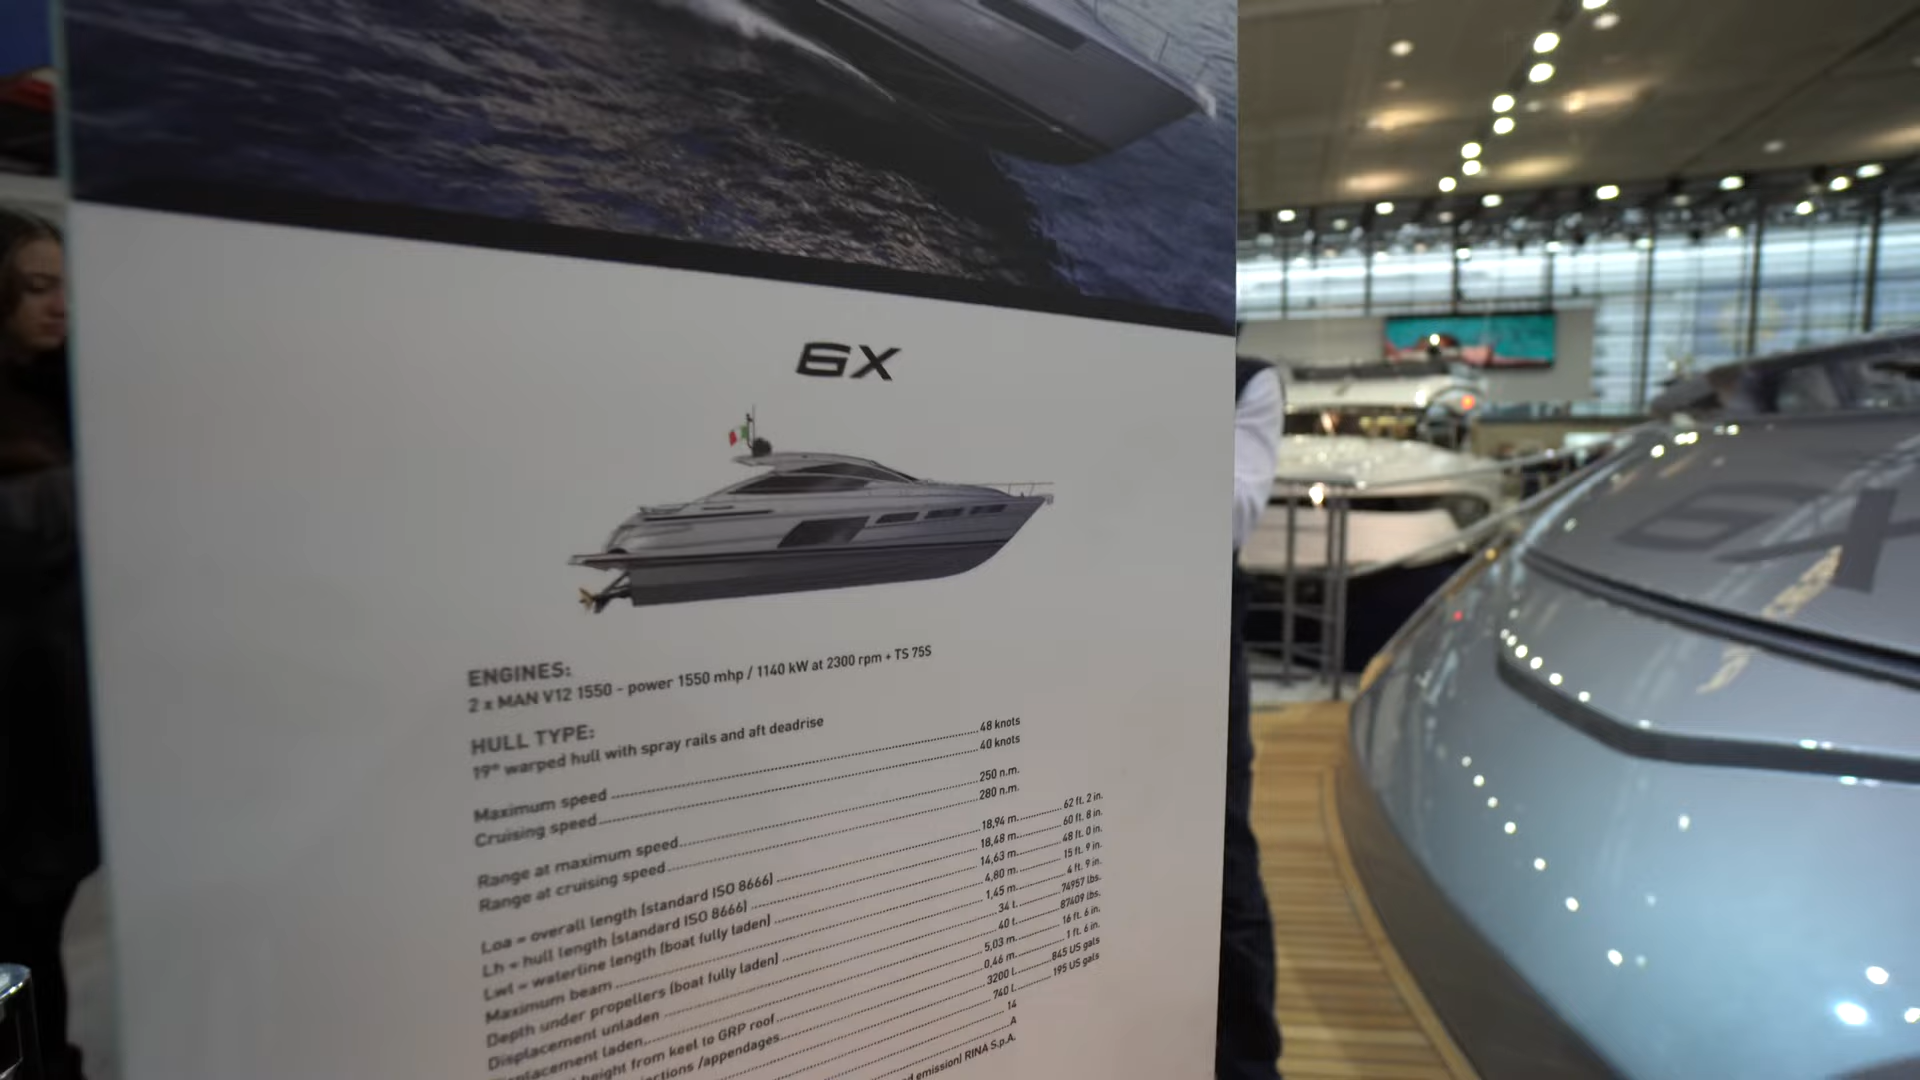 6X
ENGINES:
2 x MAN V12 1550 - power 1550 mhp / 1140 kW at 2300 rpm + TS 75S
HULL TYPE:
19° warped hull with spray rails and aft deadrise
Maximum speed 48 knots
Cruising speed 40 knots
Range at maximum speed 250 n.m.
Range at cruising speed 280 n.m.
Loa = overall length (standard ISO 8666) 18,94 m. 62 ft. 2 in.
Lh = hull length (standard ISO 8666) 18,48 m. 60 ft. 8 in.
Lwl = waterline length (boat fully laden) 14,63 m. 48 ft. 0 in.
Maximum beam 4,80 m. 15 ft. 9 in.
Depth under propellers (boat fully laden) 1,45 m. 4 ft. 9 in.
Displacement unladen 34 t. 74957 lbs.
laden 40 t. 87409 lbs.
height from keel to GRP roof 5,03 m. 16 ft. 6 in.
/appendages 0,46 m. 1 ft. 6 in.
3200 l. 845 US gals
740 l. 195 US gals
14
A
RINA S.p.A.
6X